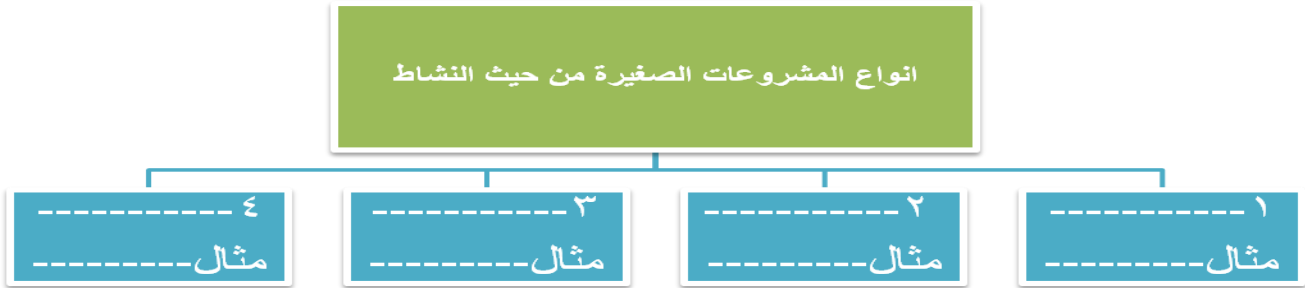 انواع المشروعات الصغيرة من حيث النشاط
١ -----------
مثال---------
٢ -----------
مثال---------
٣ -----------
مثال---------
٤ -----------
مثال---------